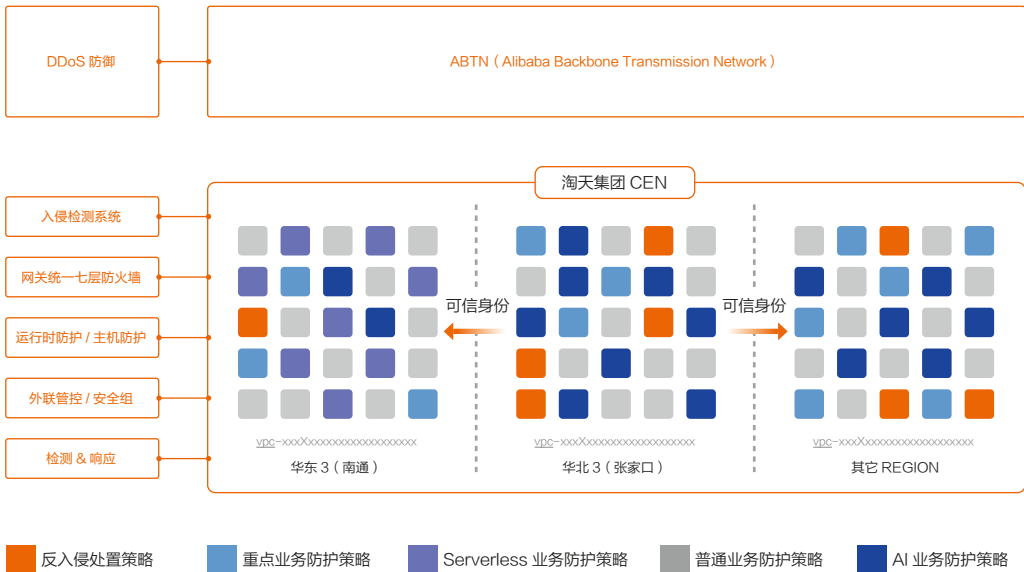 DDoS 防御
ABTN（Alibaba Backbone Transmission Network）
淘天集团 CEN
入侵检测系统
网关统一七层防火墙
运行时防护 / 主机防护
外联管控 / 安全组
检测 & 响应
可信身份
可信身份
vpc-xxxXxxxxxxxxxxxxxxxxxx
华东 3（南通）
vpc-xxxXxxxxxxxxxxxxxxxxxx
华北 3（张家口）
vpc-xxxXxxxxxxxxxxxxxxxxxx
其它 REGION
反入侵处置策略
重点业务防护策略
Serverless 业务防护策略
普通业务防护策略
AI 业务防护策略